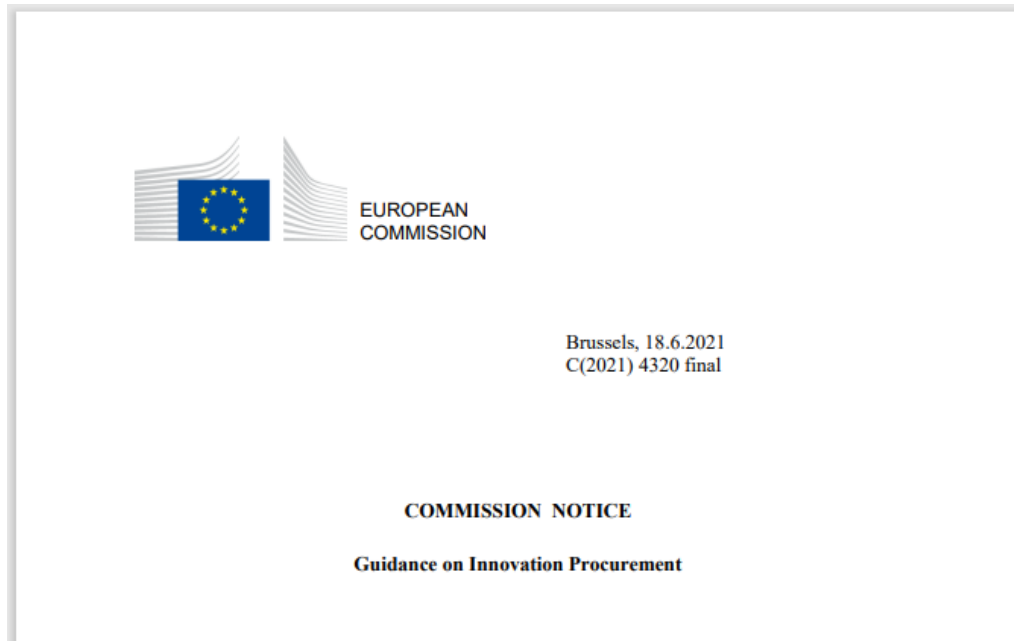 EUROPEAN
COMMISSION
Brussels, 18.6.2021
C(2021) 4320 final
COMMISSION NOTICE
Guidance on Innovation Procurement